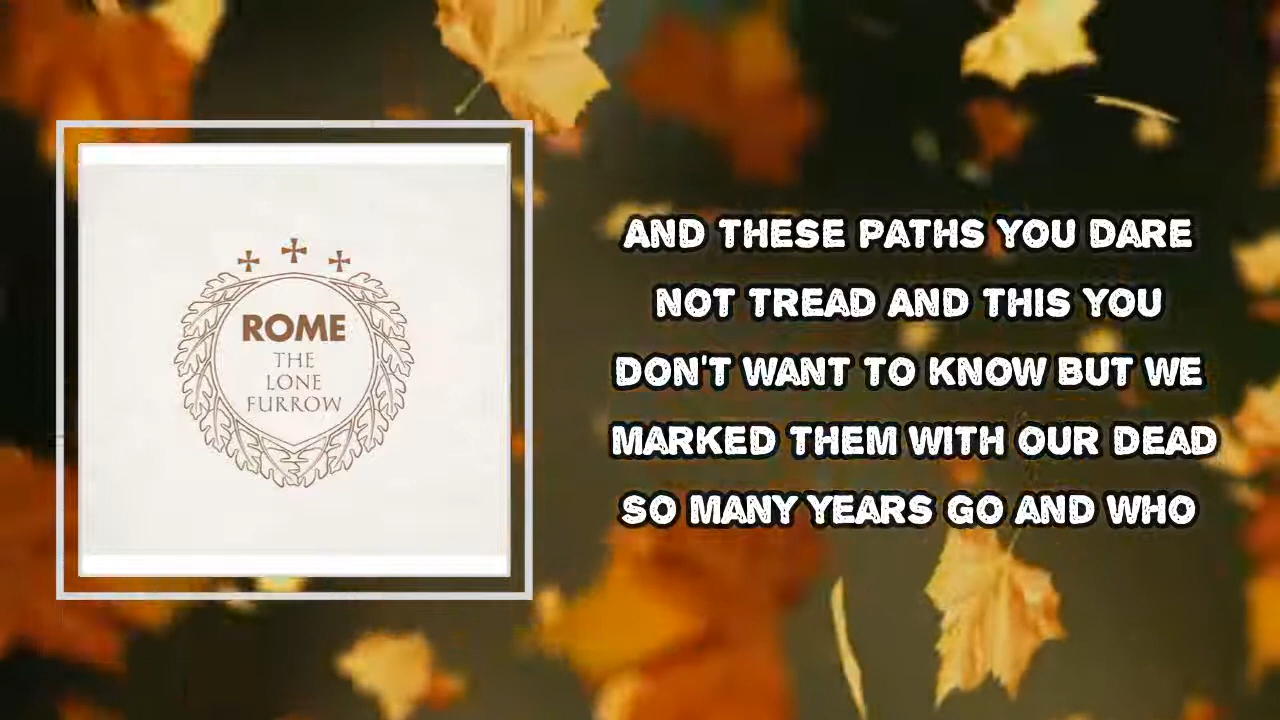 ROME
THE
LONE
FURROW
AND THESE PATHS YOU DARE
NOT TREAD AND THIS YOU
DON'T WANT TO KNOW BUT WE
MARKED THEM WITH OUR DEAD
SO MANY YEARS GO AND WHO